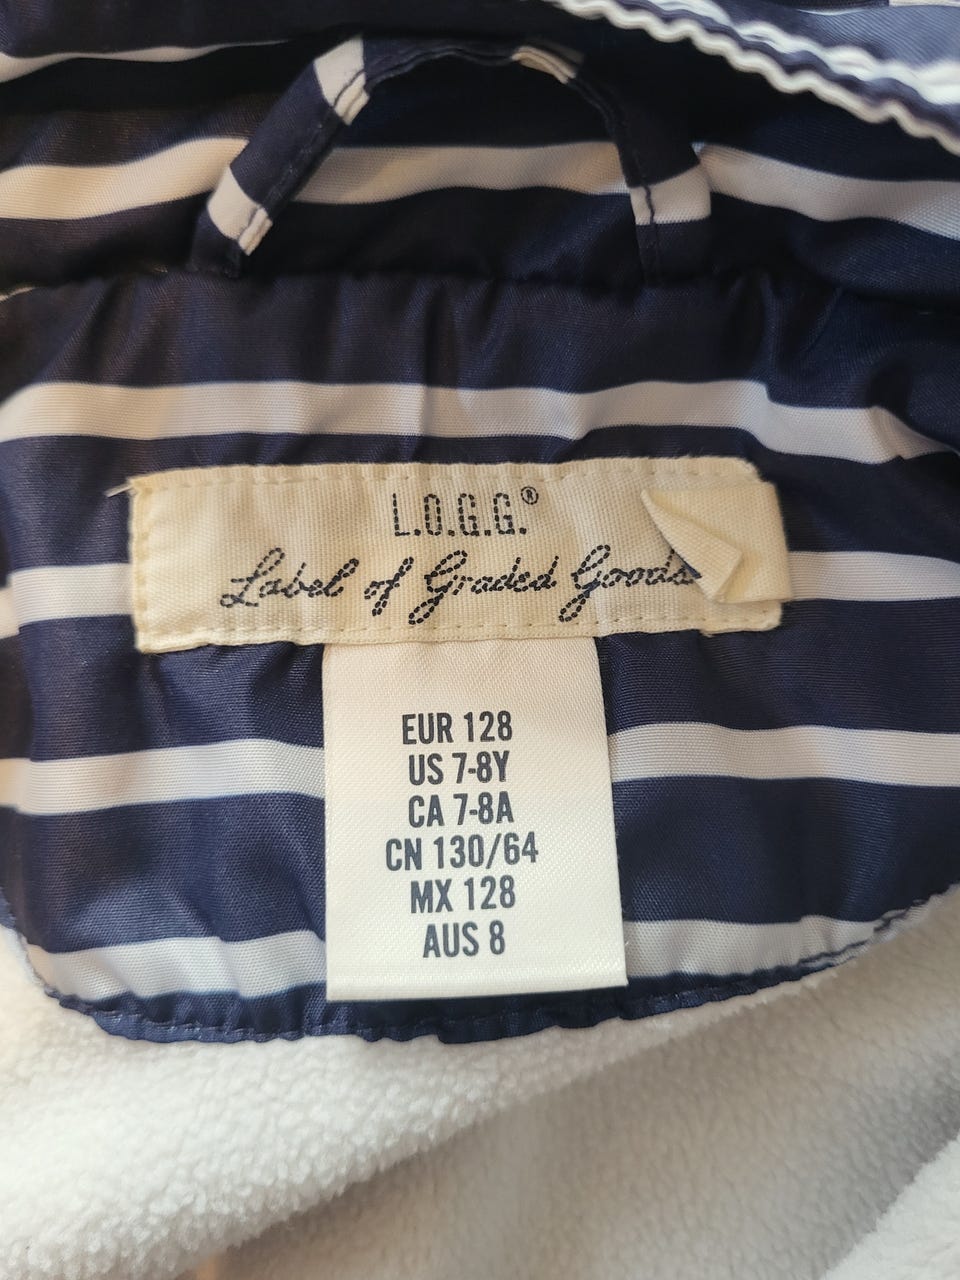 L.O.G.G.®
Label of Graded Goods
EUR 128
US 7-8Y
CA 7-8A
CN 130/64
MX 128
AUS 8